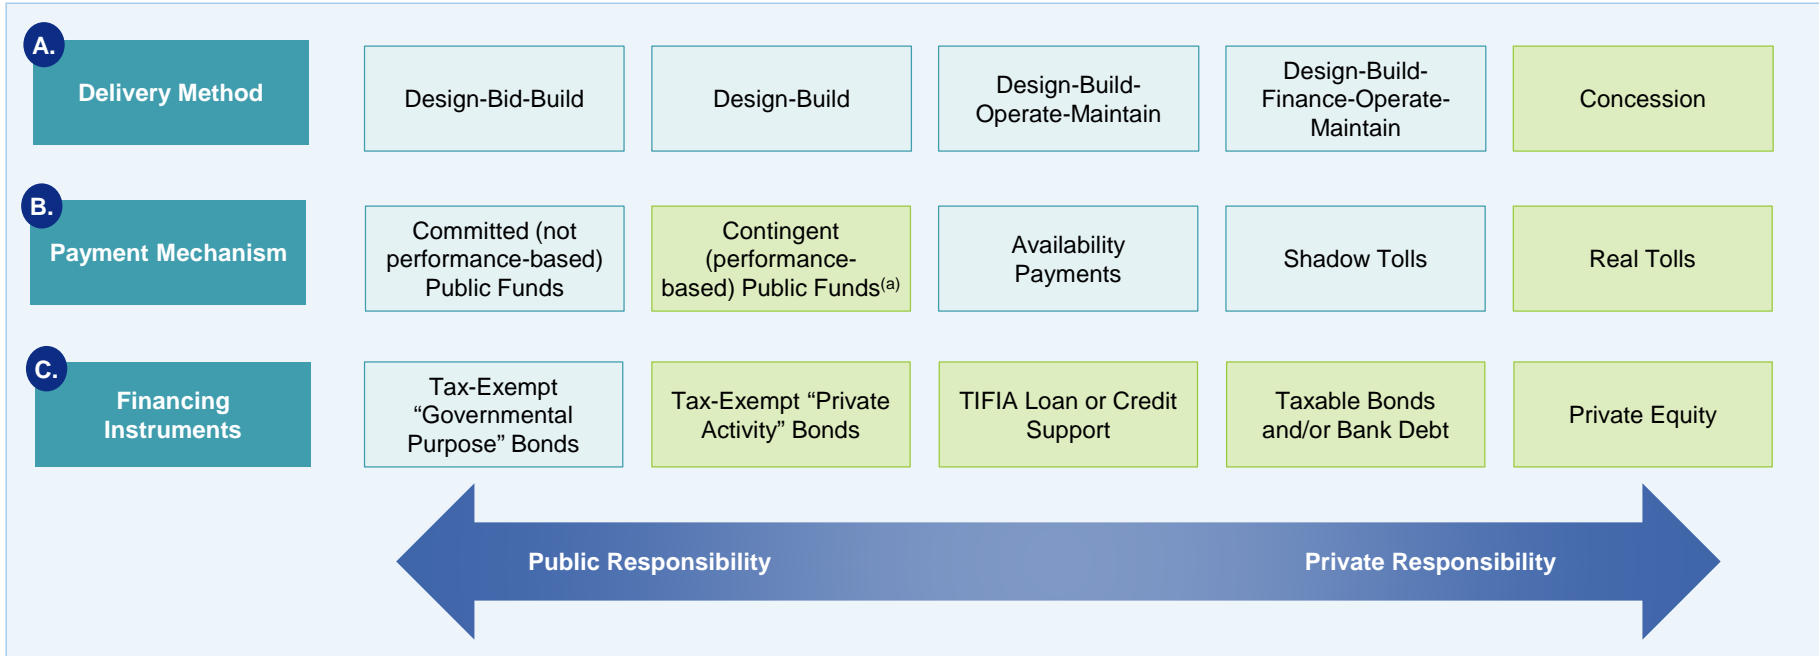 A.
Delivery Method
Design-Bid-Build
Design-Build
Design-Build-
Operate-Maintain
Design-Build-
Finance-Operate-
Maintain
Concession
B.
Payment Mechanism
Committed (not
performance-based)
Public Funds
Contingent
(performance-
based) Public Funds(a)
Availability
Payments
Shadow Tolls
Real Tolls
C.
Financing
Instruments
Tax-Exempt
“Governmental
Purpose” Bonds
Tax-Exempt “Private
Activity” Bonds
TIFIA Loan or Credit
Support
Taxable Bonds
and/or Bank Debt
Private Equity
Public Responsibility
Private Responsibility